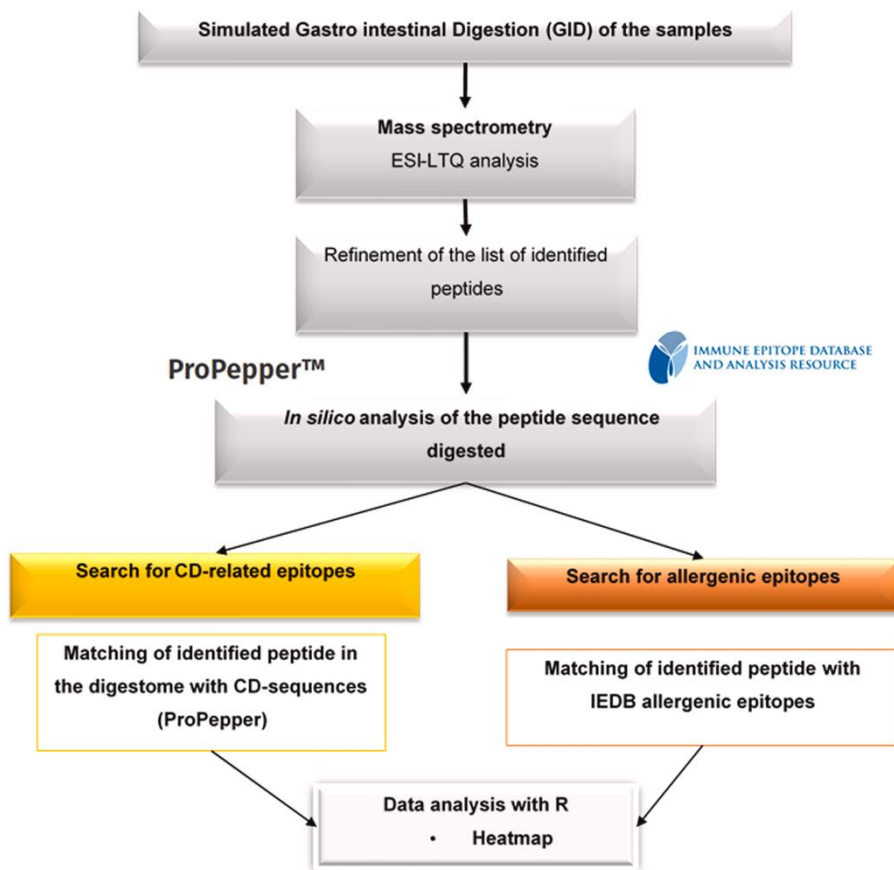 Simulated Gastro intestinal Digestion (GID) of the samples
Mass spectrometry
ESI-LTQ analysis
Refinement of the list of identified
peptides
ProPepper™
IMMUNE EPITOPE DATABASE
AND ANALYSIS RESOURCE
In silico analysis of the peptide sequence
digested
Search for CD-related epitopes
Search for allergenic epitopes
Matching of identified peptide in
the digestome with CD-sequences
(ProPepper)
Matching of identified peptide with
IEDB allergenic epitopes
Data analysis with R
• Heatmap